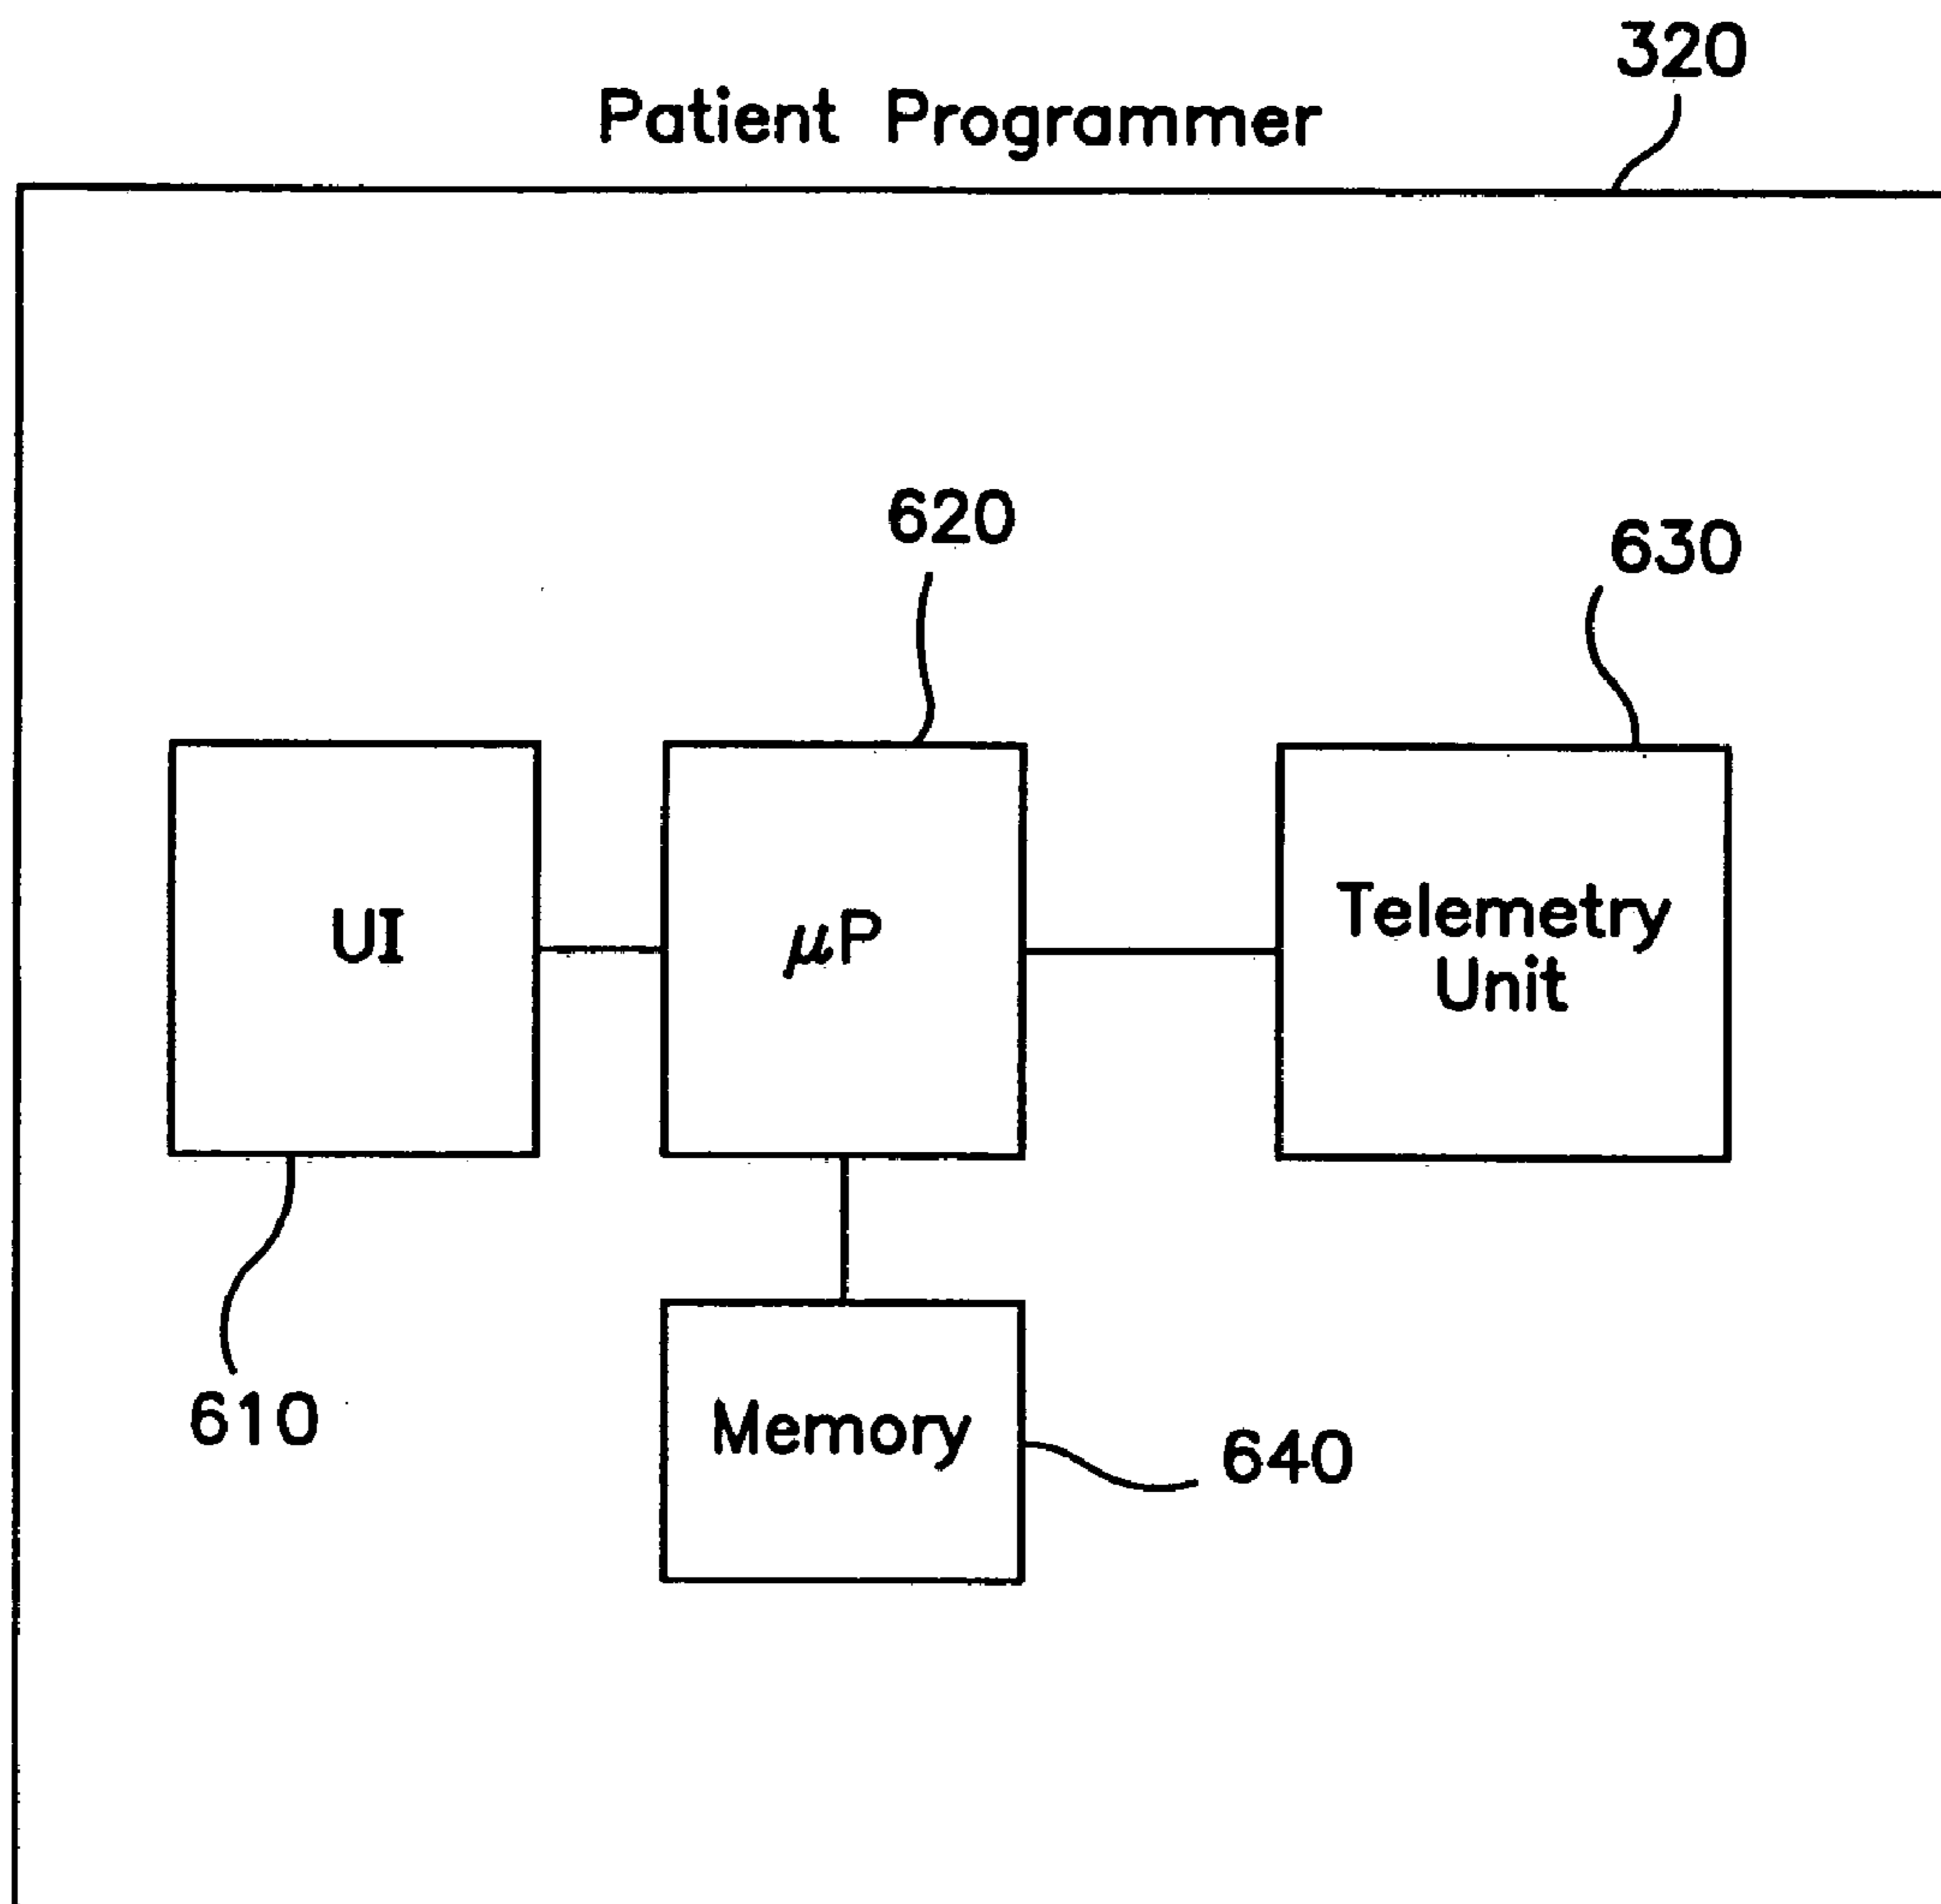 320
Patient Programmer
620
630
UI
μP
Telemetry
Unit
610
Memory
640